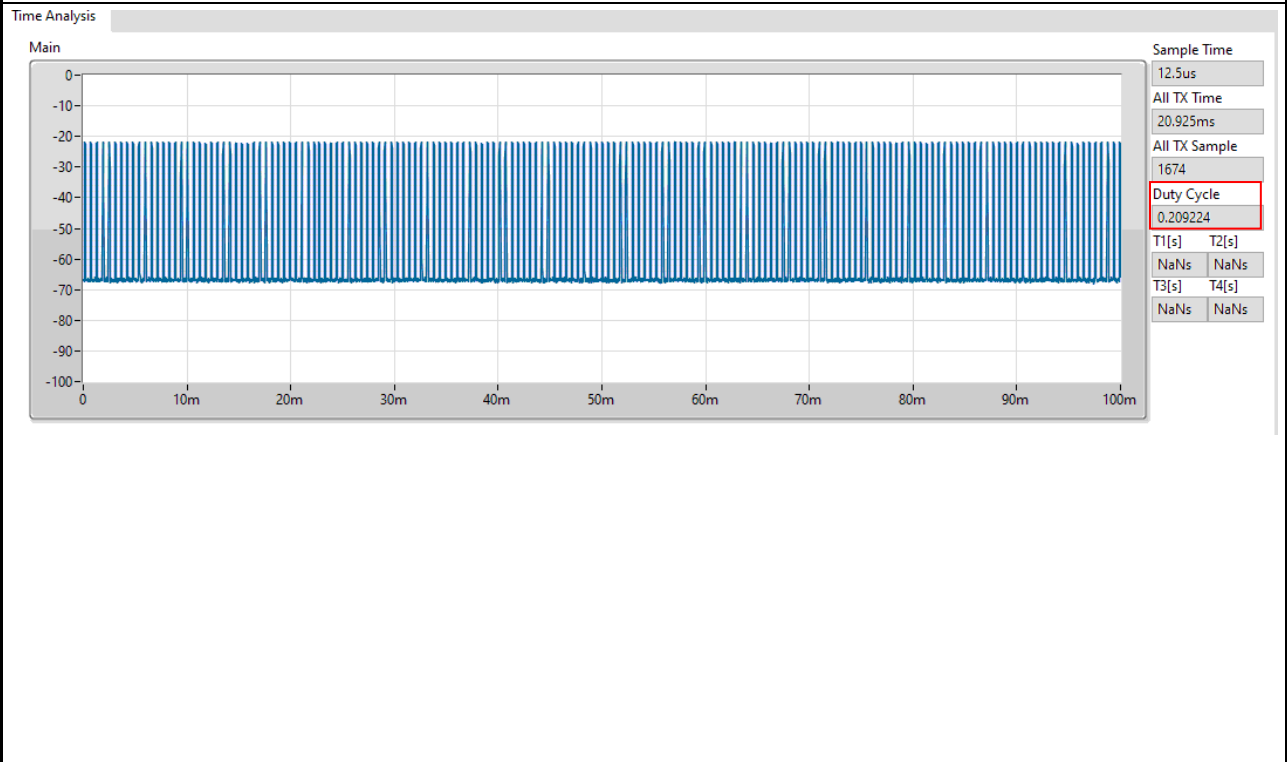 Time Analysis
Main
Sample Time
12.5us
All TX Time
20.925ms
All TX Sample
1674
Duty Cycle
0.209224
T1[s] T2[s]
NaNs NaNs
T3[s] T4[s]
NaNs NaNs
0
-10
-20
-30
-40
-50
-60
-70
-80
-90
-100
0 10m 20m 30m 40m 50m 60m 70m 80m 90m 100m